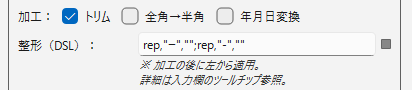 加工： トリム 全角→半角 年月日変換
整形（DSL）： rep,"−","";rep,"-",""
※ 加工の後に左から適用。
詳細は入力欄のツールチップ参照。